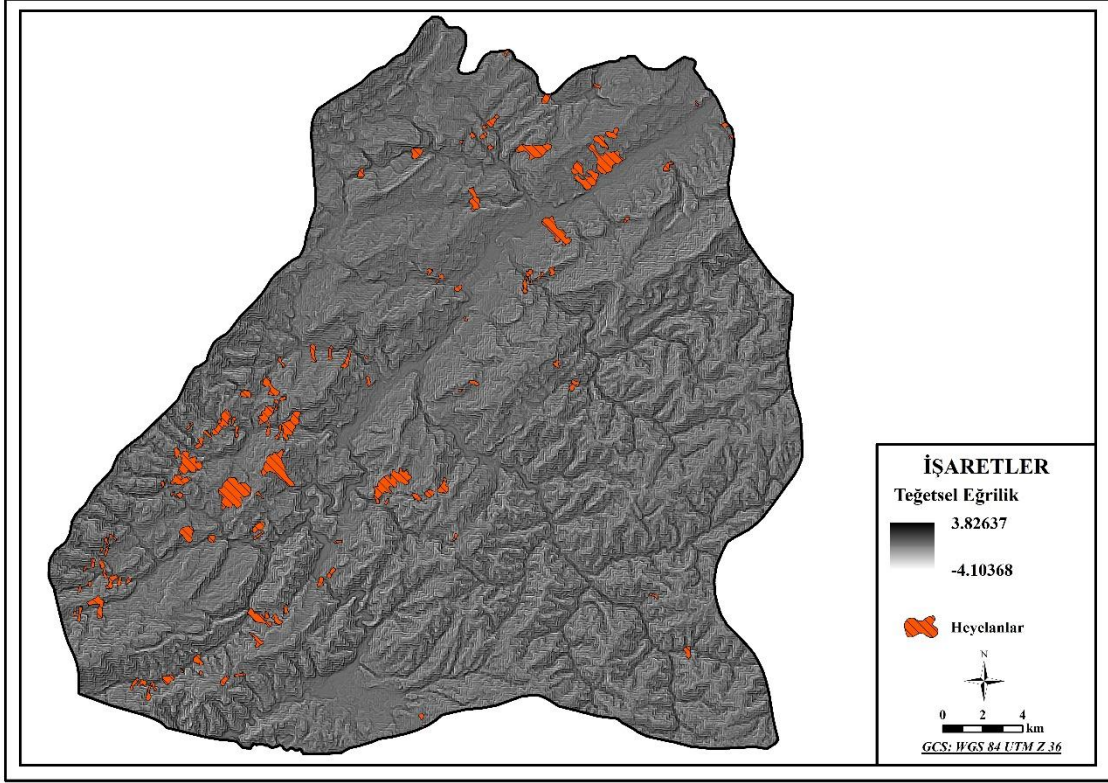 İŞARETLER
Teğetsel Eğrilik
3.82637
-4.10368
Heyelanlar
N
0 2 4
km
GCS: WGS 84 UTM Z 36